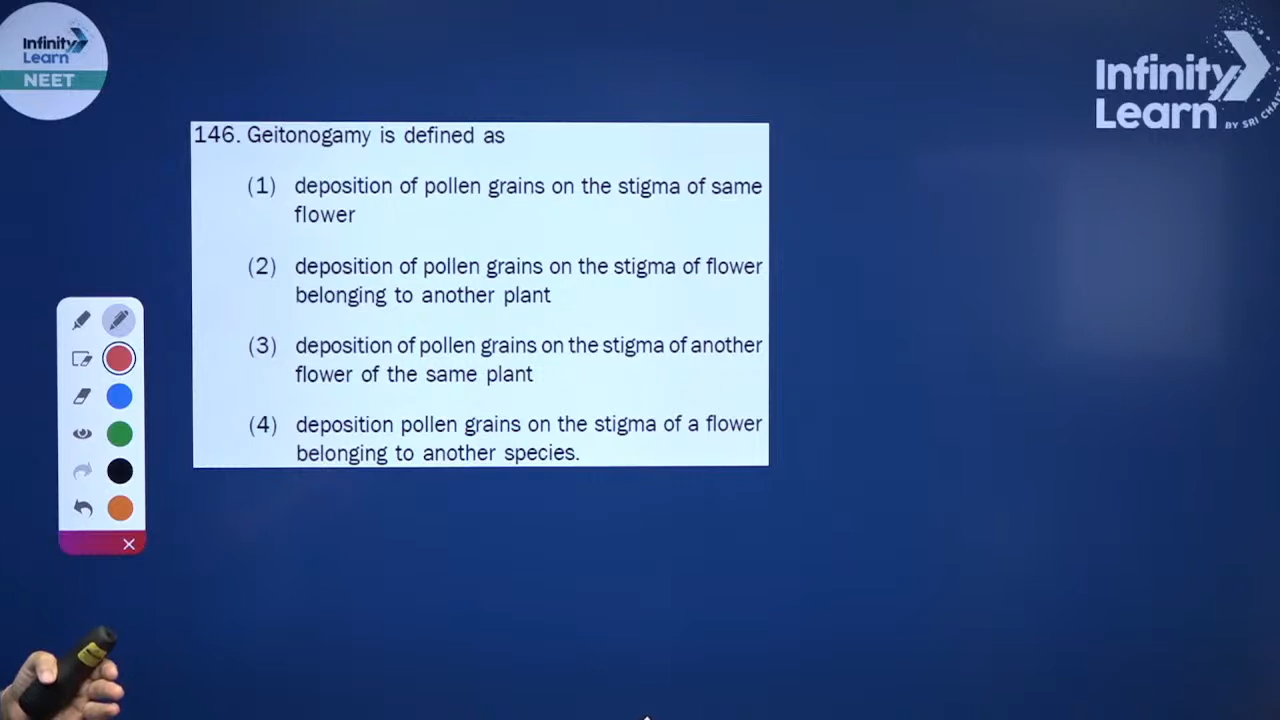 Infinity
Learn
NEET
Infinity
Learn
BY SRI CHAIT
146. Geitonogamy is defined as
(1) deposition of pollen grains on the stigma of same
flower
(2) deposition of pollen grains on the stigma of flower
belonging to another plant
(3) deposition of pollen grains on the stigma of another
flower of the same plant
(4) deposition pollen grains on the stigma of a flower
belonging to another species.